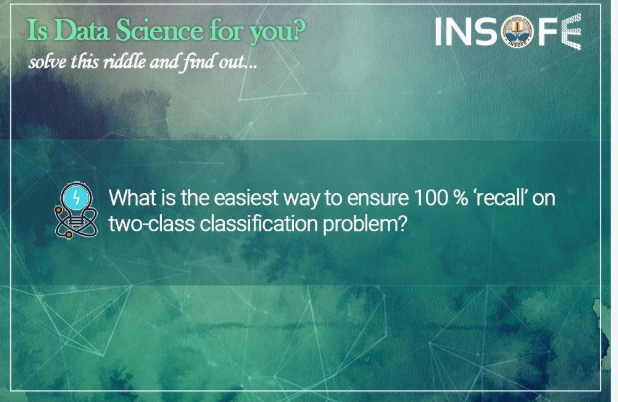 Is Data Science for you?
INSOFE
solve this riddle and find out...
What is the easiest way to ensure 100 % ‘recall’ on
two-class classification problem?